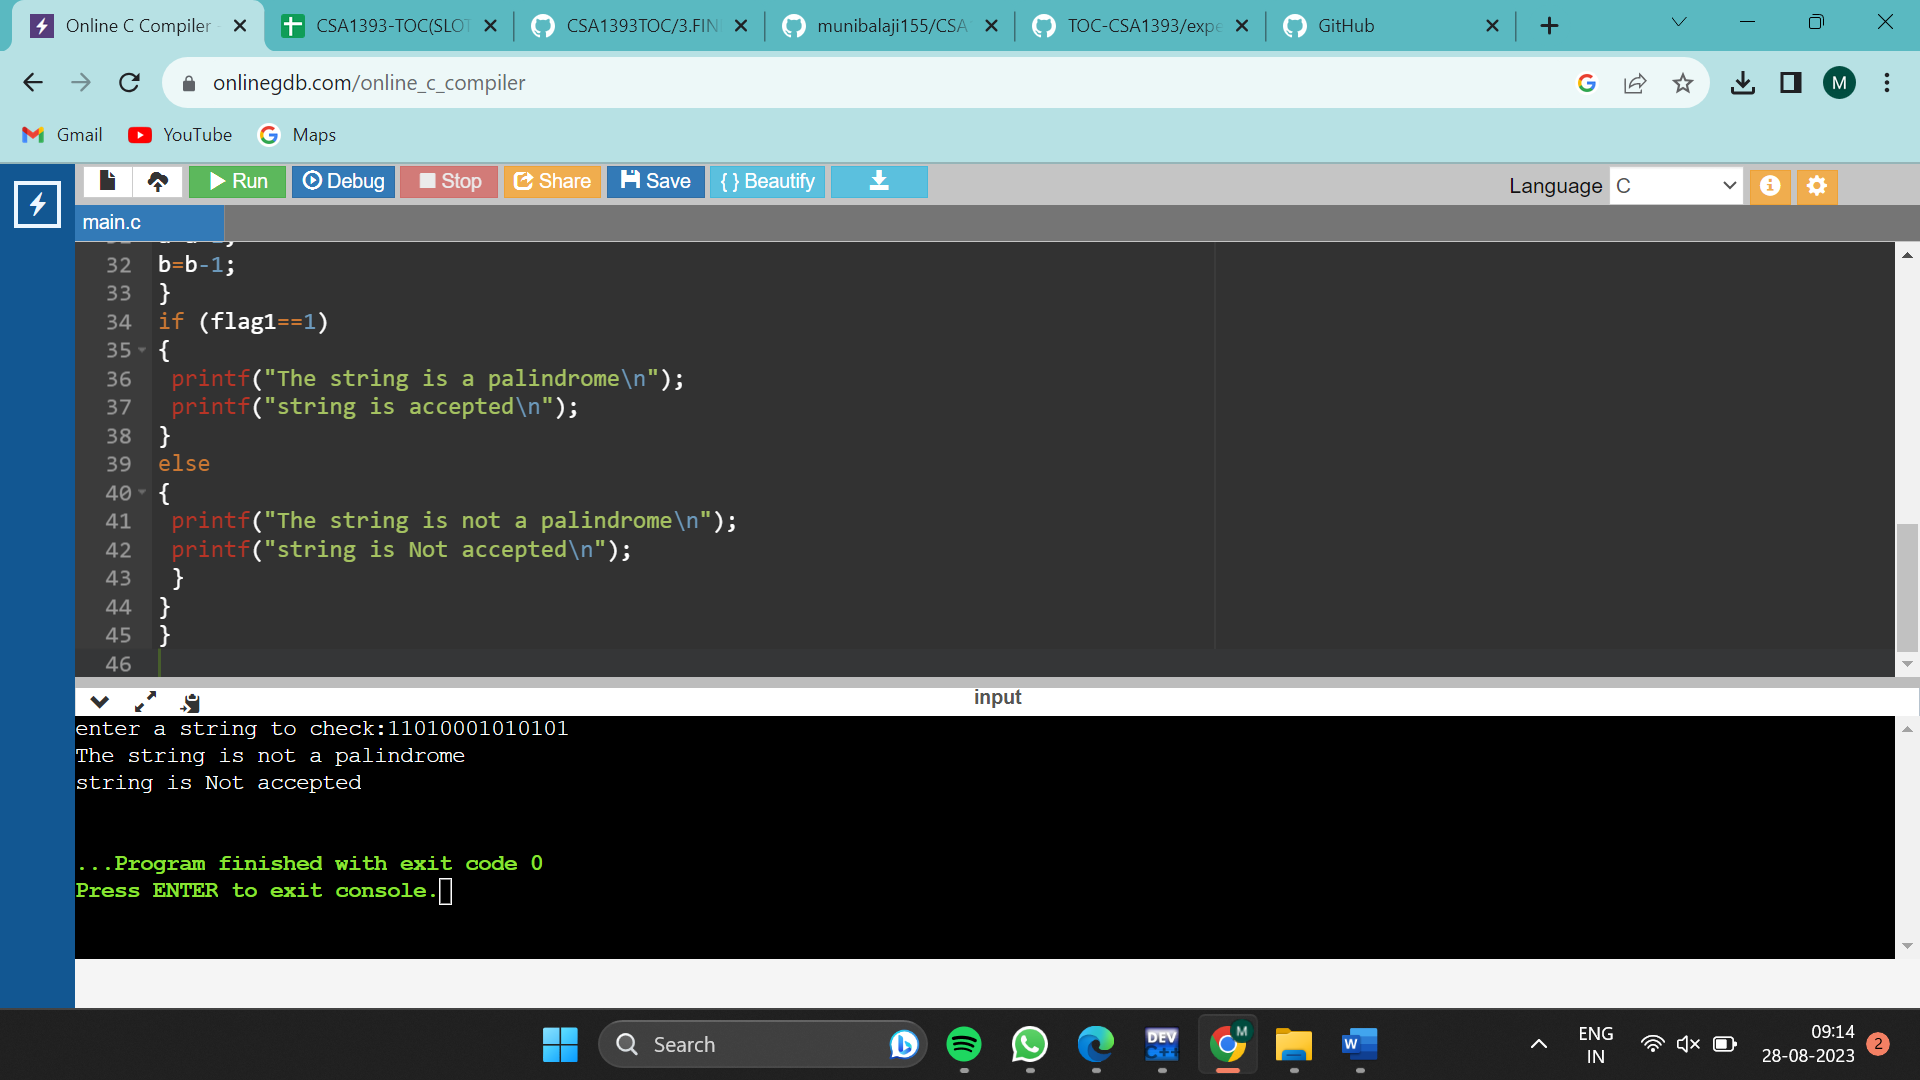 Online C Compiler
CSA1393-TOC(SLOT
CSA1393TOC/3.FIN
munibalaji155/CSA
TOC-CSA1393/expe
GitHub
onlinegdb.com/online_c_compiler
M
Gmail
YouTube
Maps
Run
Debug
Stop
Share
Save
{ } Beautify
Language
C
main.c
32 b=b-1;
33 }
34 if (flag1==1)
35 {
36 printf("The string is a palindrome\n");
37 printf("string is accepted\n");
38 }
39 else
40 {
41 printf("The string is not a palindrome\n");
42 printf("string is Not accepted\n");
43 }
44 }
45 }
46
input
enter a string to check:11010001010101
The string is not a palindrome
string is Not accepted
...Program finished with exit code 0
Press ENTER to exit console.
Search
DEV
C++
M
W
ENG
IN
09:14
28-08-2023
2